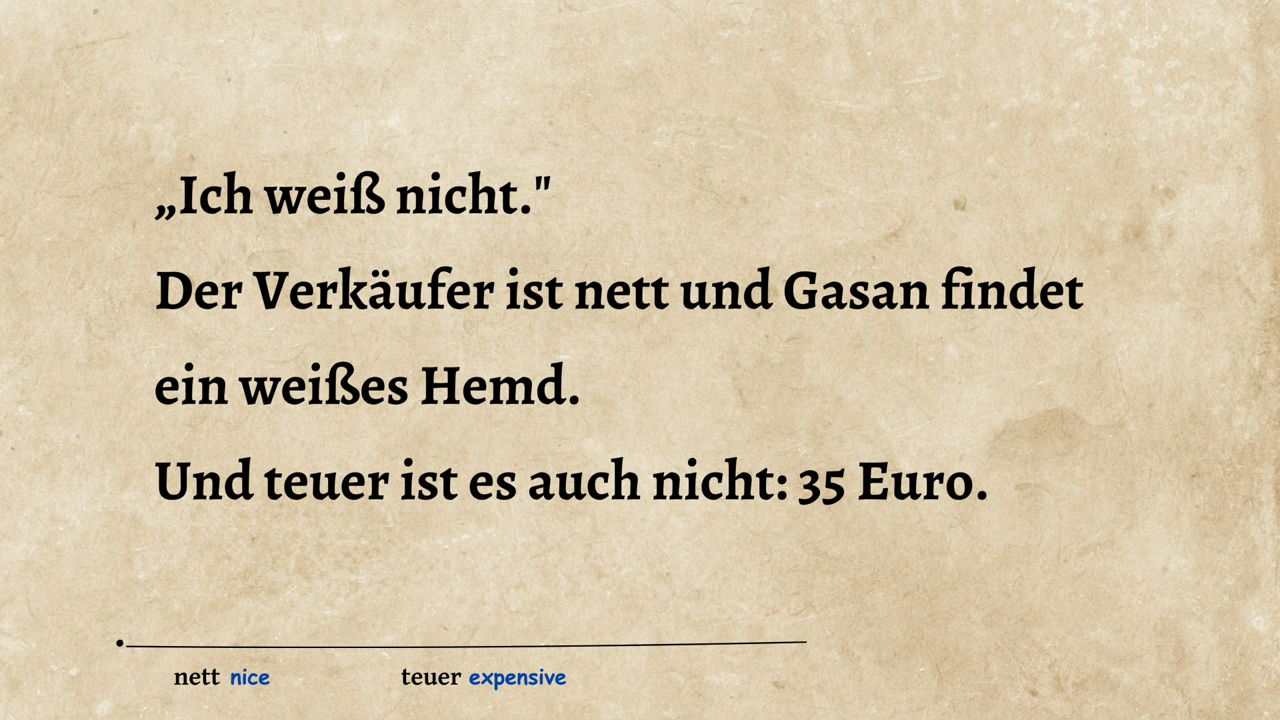 „Ich weiß nicht."
Der Verkäufer ist nett und Gasan findet
ein weißes Hemd.
Und teuer ist es auch nicht: 35 Euro.
nett nice teuer expensive